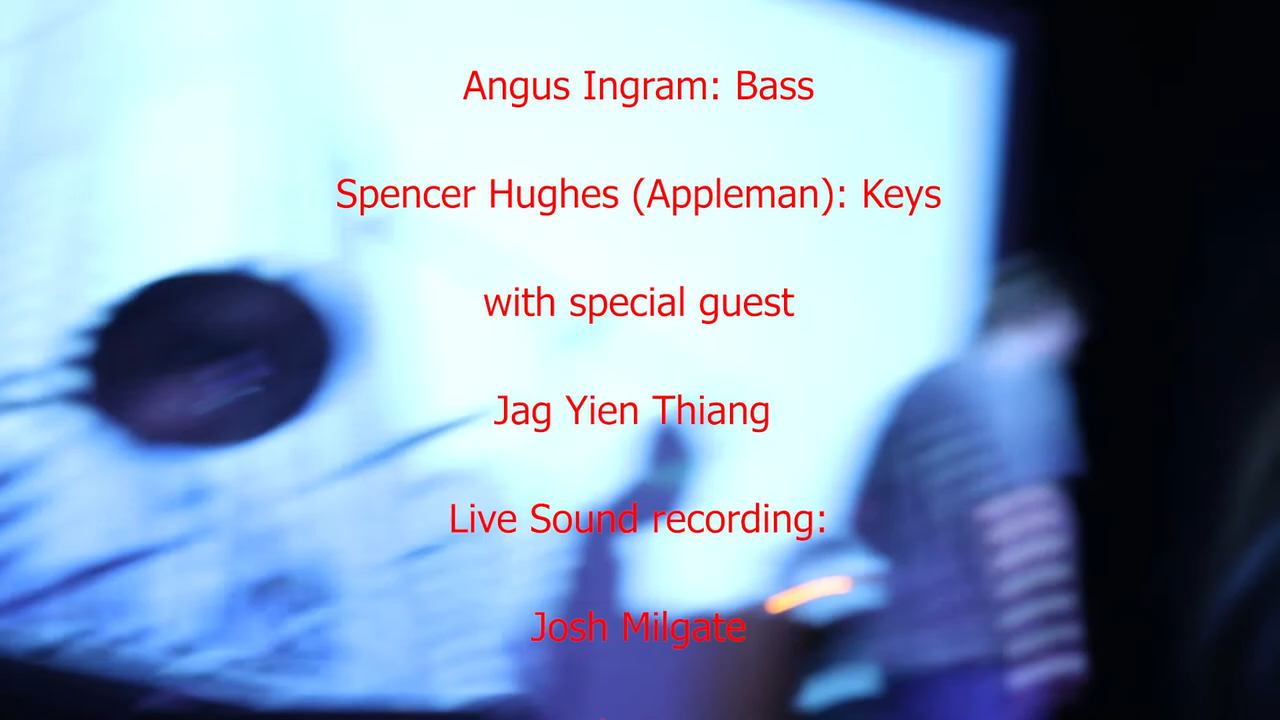 Angus Ingram: Bass
Spencer Hughes (Appleman): Keys
with special guest
Jag Yien Thiang
Live Sound recording:
Josh Milgate